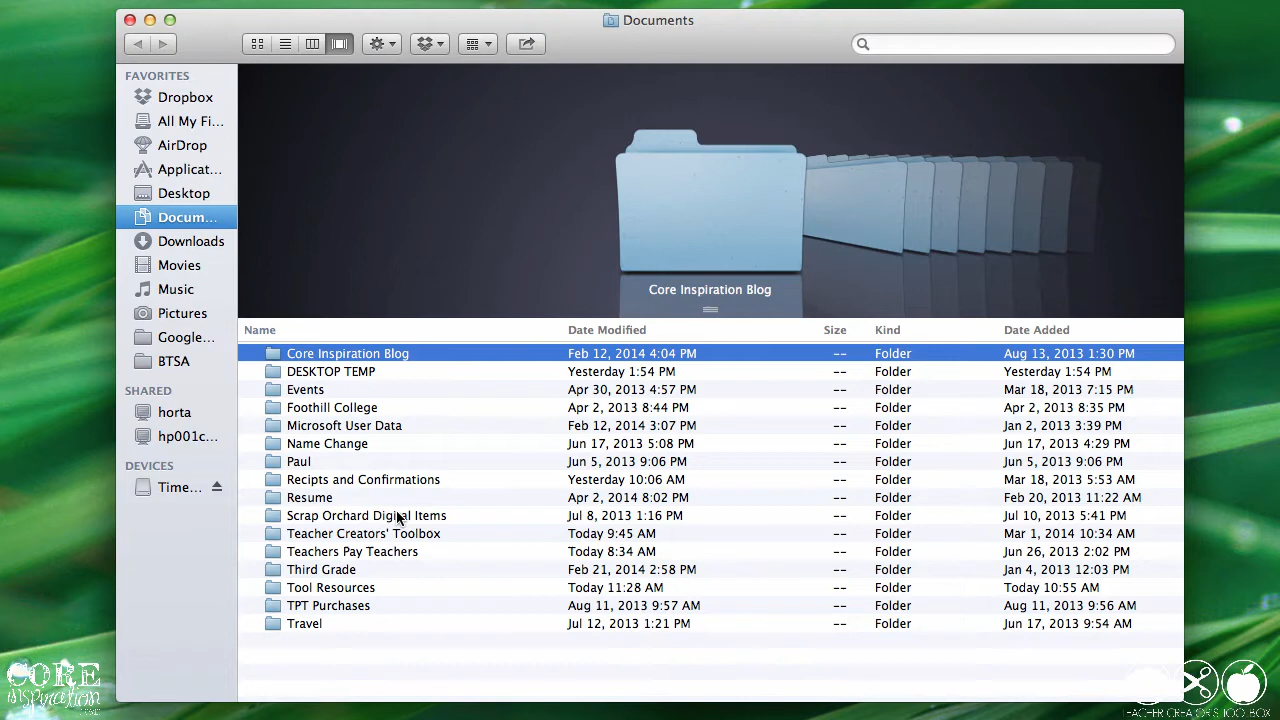 Documents
FAVORITES
Dropbox
All My Fi...
AirDrop
Applicat...
Desktop
Docum...
Downloads
Movies
Music
Pictures
Google...
BTSA
SHARED
horta
hp001c...
DEVICES
Time...
Core Inspiration Blog
Name Date Modified Size Kind Date Added
Core Inspiration Blog Feb 12, 2014 4:04 PM -- Folder Aug 13, 2013 1:30 PM
DESKTOP TEMP Yesterday 1:54 PM -- Folder Yesterday 1:54 PM
Events Apr 30, 2013 4:57 PM -- Folder Mar 18, 2013 7:15 PM
Foothill College Apr 2, 2013 8:44 PM -- Folder Apr 2, 2013 8:35 PM
Microsoft User Data Feb 12, 2014 3:07 PM -- Folder Jan 2, 2013 3:39 PM
Name Change Jun 17, 2013 5:08 PM -- Folder Jun 17, 2013 4:29 PM
Paul Jun 5, 2013 9:06 PM -- Folder Jun 5, 2013 9:06 PM
Recipts and Confirmations Yesterday 10:06 AM -- Folder Mar 18, 2013 5:53 AM
Resume Apr 2, 2014 8:02 PM -- Folder Feb 20, 2013 11:22 AM
Scrap Orchard Digital Items Jul 8, 2013 1:16 PM -- Folder Jul 10, 2013 5:41 PM
Teacher Creators' Toolbox Today 9:45 AM -- Folder Mar 1, 2014 10:34 AM
Teachers Pay Teachers Today 8:34 AM -- Folder Jun 26, 2013 2:02 PM
Third Grade Feb 21, 2014 2:58 PM -- Folder Jan 4, 2013 12:03 PM
Tool Resources Today 11:28 AM -- Folder Today 10:55 AM
TPT Purchases Aug 11, 2013 9:57 AM -- Folder Aug 11, 2013 9:56 AM
Travel Jul 12, 2013 1:21 PM -- Folder Jun 17, 2013 9:54 AM
CORE
inspiration
TEACHER CREATOR'S TOOLBOX